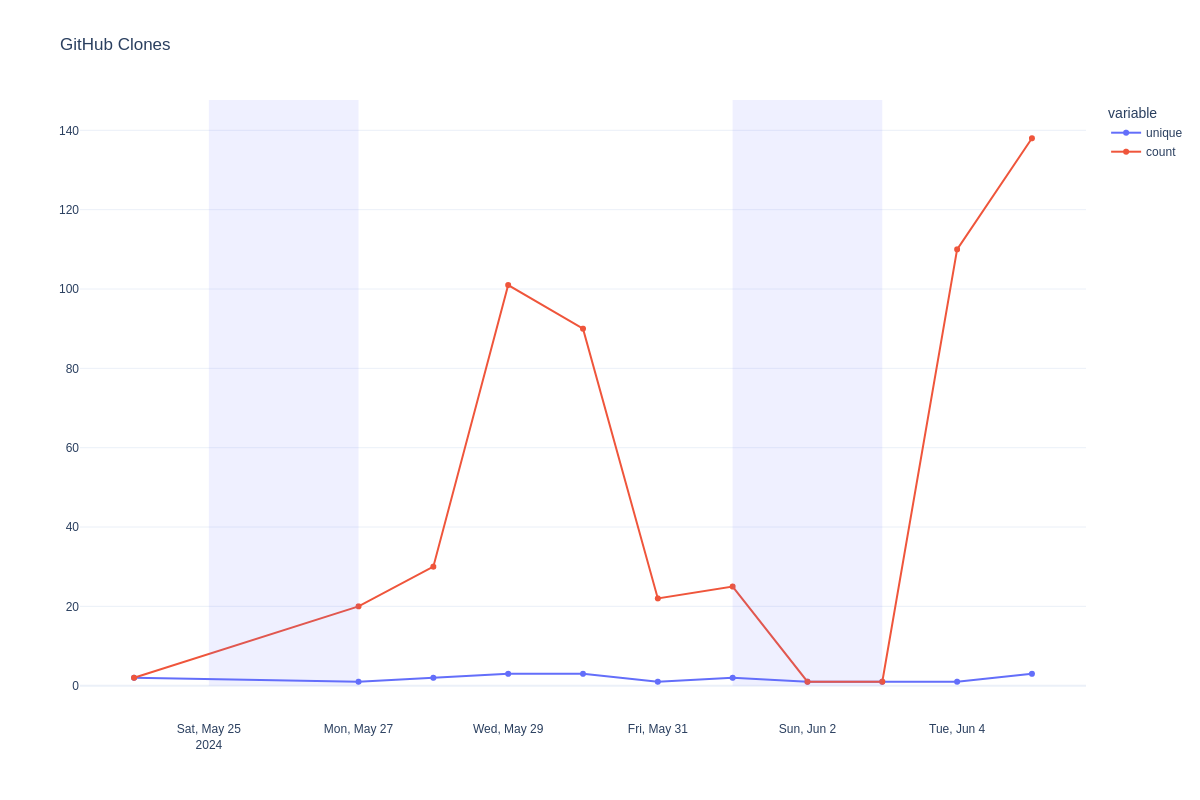 GitHub Clones
variable
unique
count
140
120
100
80
60
40
20
0
Sat, May 25
2024
Mon, May 27
Wed, May 29
Fri, May 31
Sun, Jun 2
Tue, Jun 4